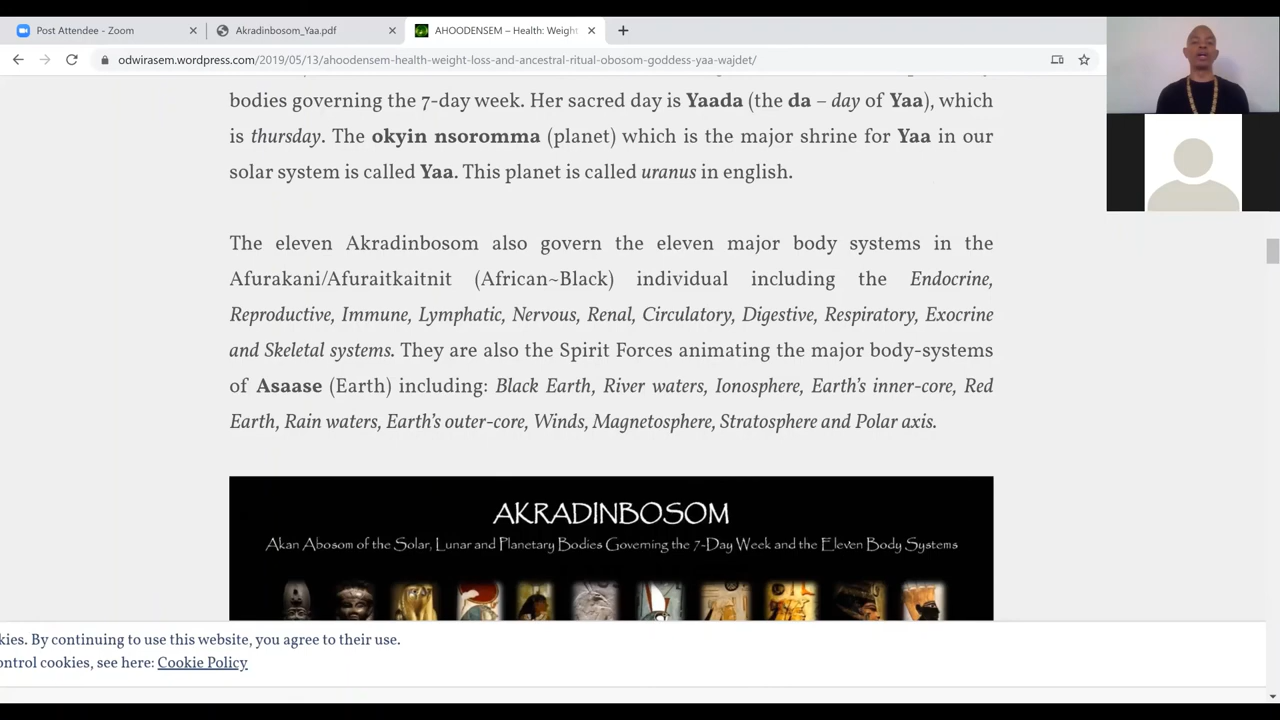 Post Attendee - Zoom
Akradinbosom_Yaa.pdf
AHOODENSEM – Health: Weight
odwirasem.wordpress.com/2019/05/13/ahoodensem-health-weight-loss-and-ancestral-ritual-obosom-goddess-yaa-wajdet/
bodies governing the 7-day week. Her sacred day is Yaada (the da – day of Yaa), which
is thursday. The okyin nsoromma (planet) which is the major shrine for Yaa in our
solar system is called Yaa. This planet is called uranus in english.
The eleven Akradinbosom also govern the eleven major body systems in the
Afurakani/Afuraitkaitnit (African~Black) individual including the Endocrine,
Reproductive, Immune, Lymphatic, Nervous, Renal, Circulatory, Digestive, Respiratory, Exocrine
and Skeletal systems. They are also the Spirit Forces animating the major body-systems
of Asaase (Earth) including: Black Earth, River waters, Ionosphere, Earth's inner-core, Red
Earth, Rain waters, Earth's outer-core, Winds, Magnetosphere, Stratosphere and Polar axis.
AKRADINBOSOM
Akan Abosom of the Solar, Lunar and Planetary Bodies Governing the 7-Day Week and the Eleven Body Systems
kies. By continuing to use this website, you agree to their use.
ontrol cookies, see here: Cookie Policy